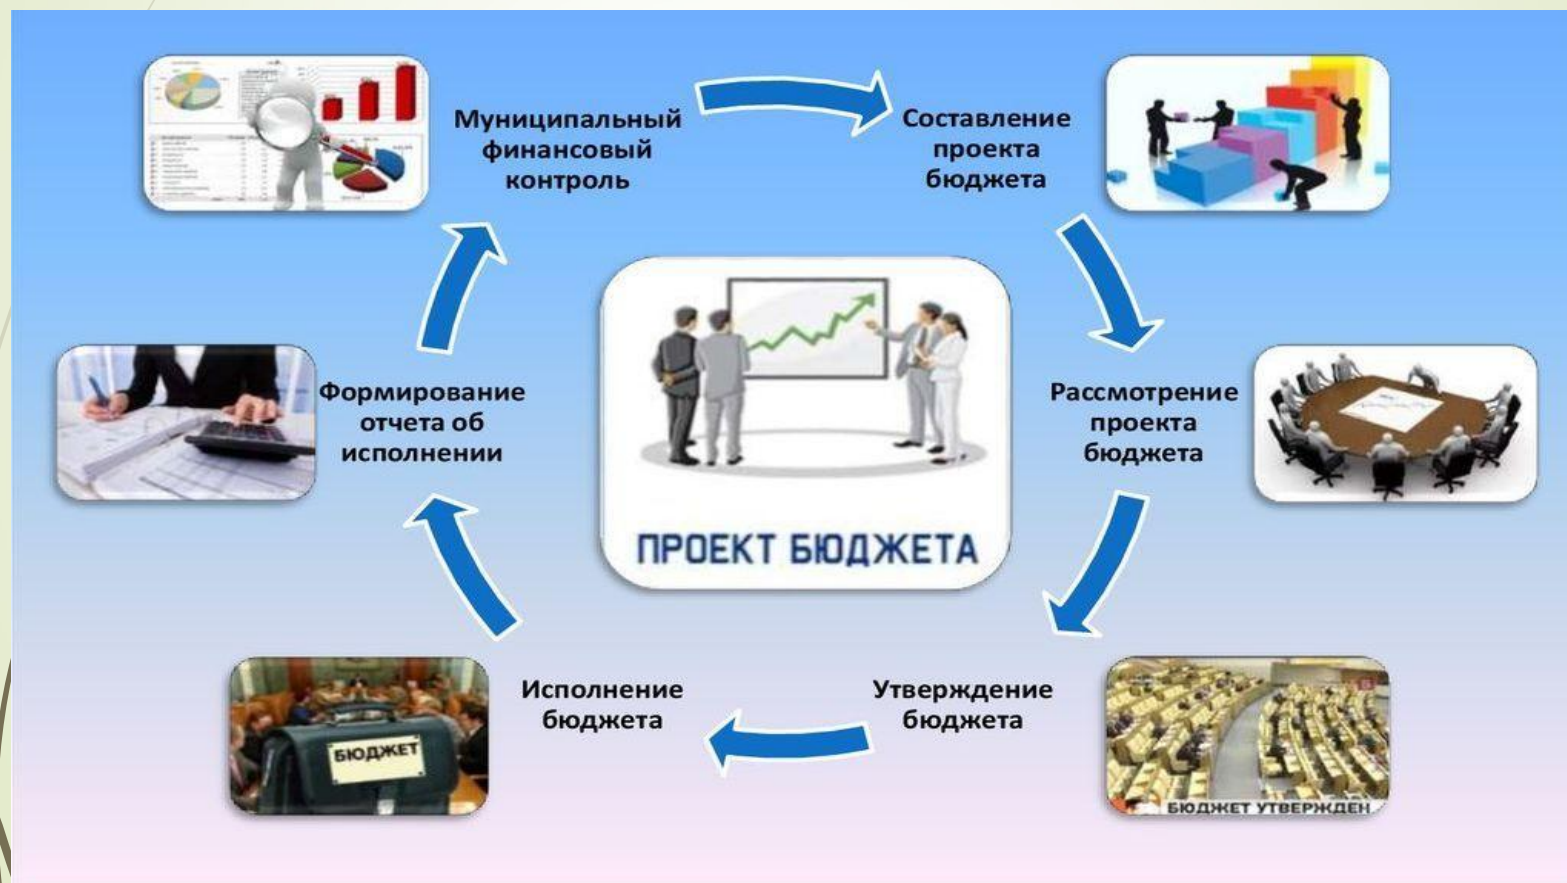 Муниципальный
финансовый
контроль
Составление
проекта
бюджета
Формирование
отчета об
исполнении
Рассмотрение
проекта
бюджета
ПРОЕКТ БЮДЖЕТА
Исполнение
бюджета
Утверждение
бюджета
БЮДЖЕТ
БЮДЖЕТ УТВЕРЖДЕН